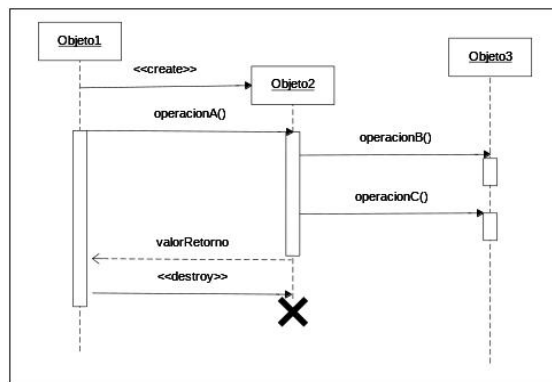 Objeto1
Objeto3
<<create>>
Objeto2
operacionA()
operacionB()
operacionC()
valorRetorno
<<destroy>>